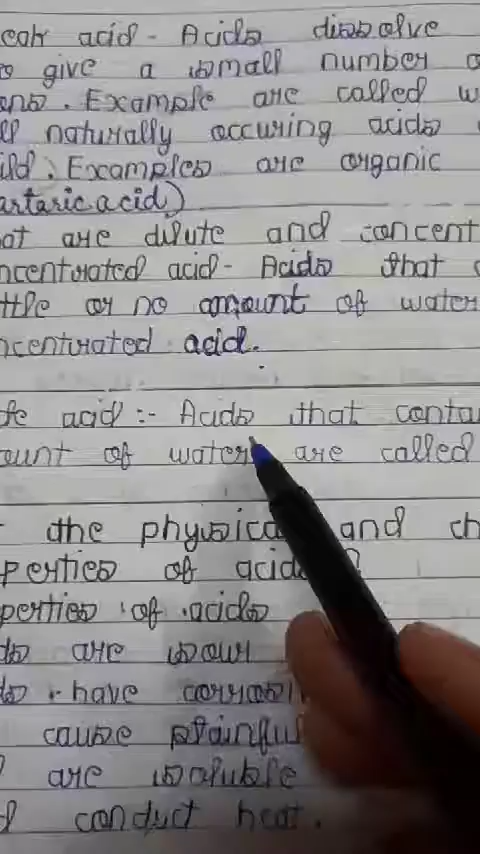 eak acid - Acids dissolve
o give a small number o
ons. Example are called w
ll naturally occuring acids
ild. Examples are organic
artaric acid)
at are dilute and concent
ncentrated acid - Acids that
ttle or no amount of water
ncentrated acid.
te acid :- Acids that conta
ount of water are called
the physica and ch
perties of acids?
perties of acids
ds are sour
ds have corrosi
cause painful
are soluble
d conduct heat.